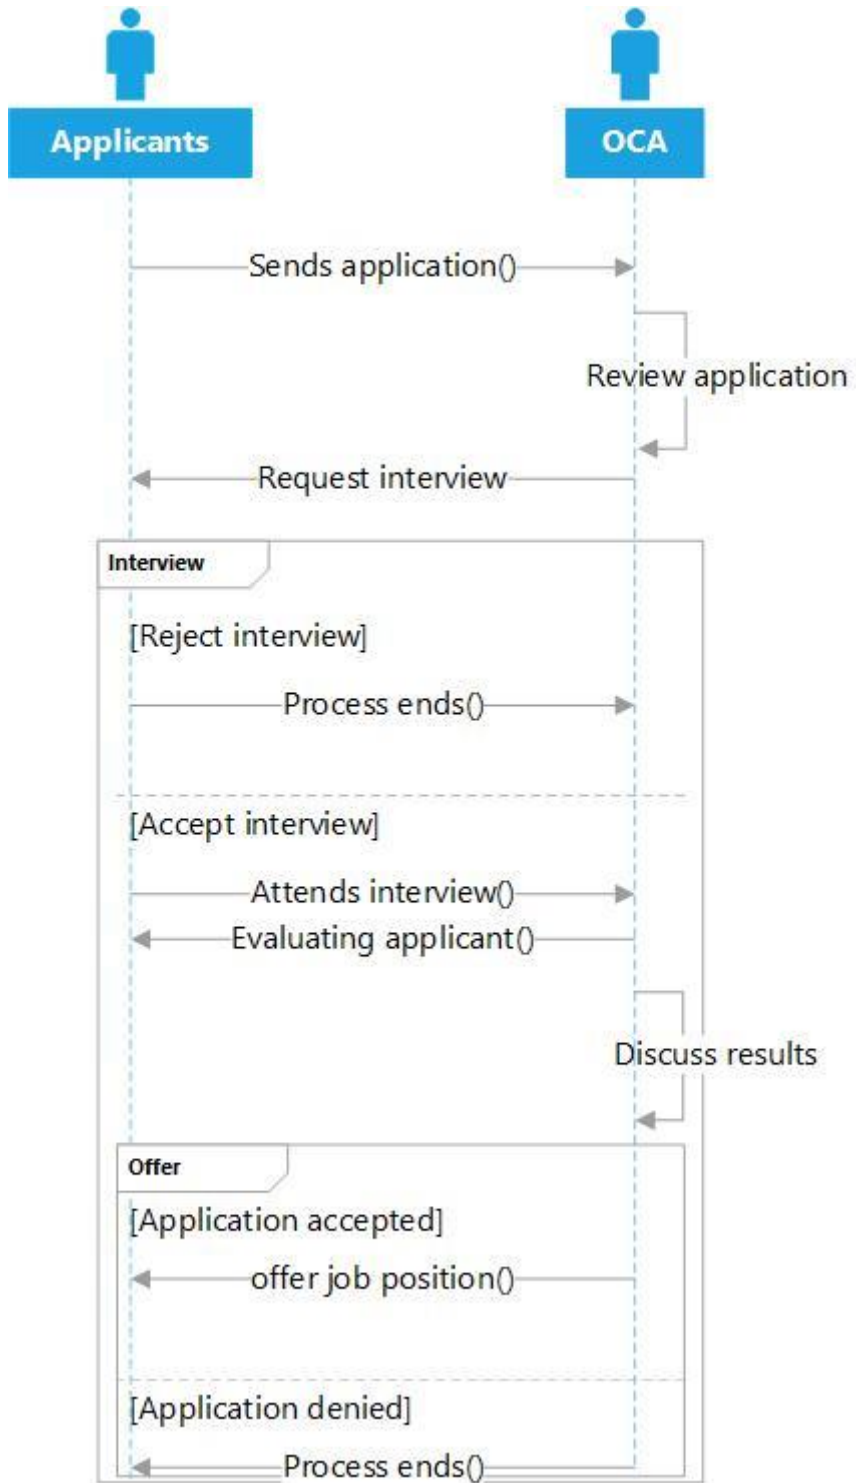 Applicants
OCA
Sends application()
Review application
Request interview
Interview
[Reject interview]
Process ends()
[Accept interview]
Attends interview()
Evaluating applicant()
Discuss results
Offer
[Application accepted]
offer job position()
[Application denied]
Process ends()